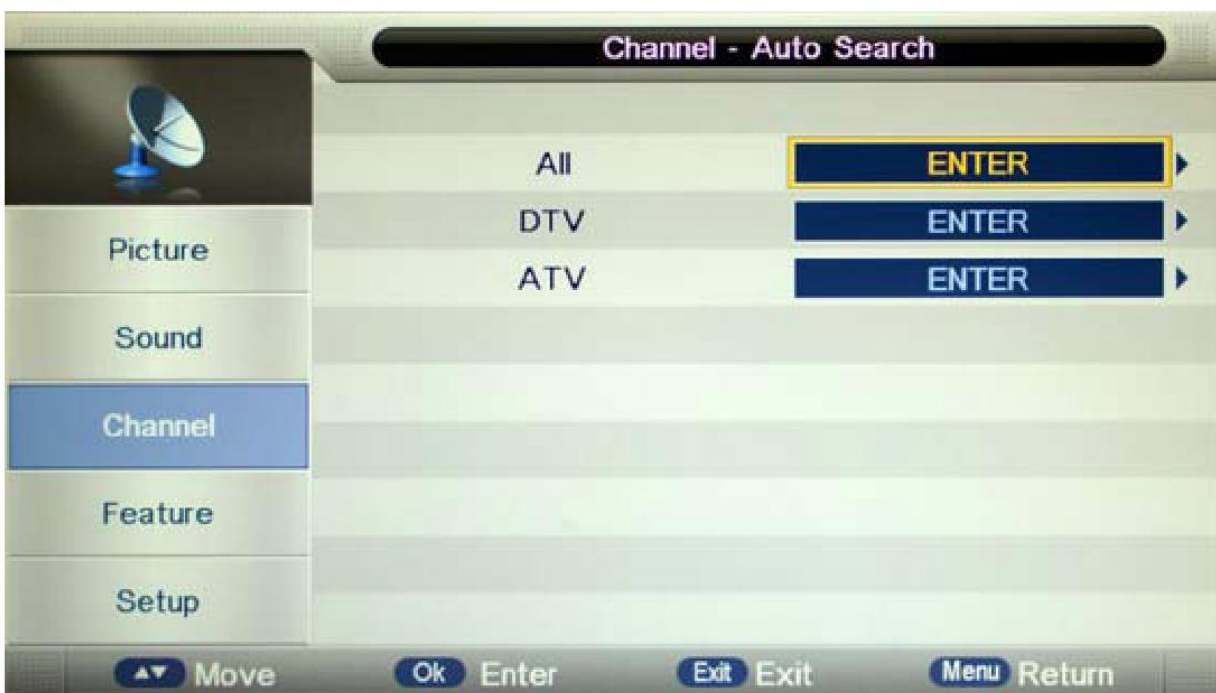 Channel - Auto Search
All ENTER
DTV ENTER
ATV ENTER
Picture
Sound
Channel
Feature
Setup
Move Ok Enter Exit Exit Menu Return